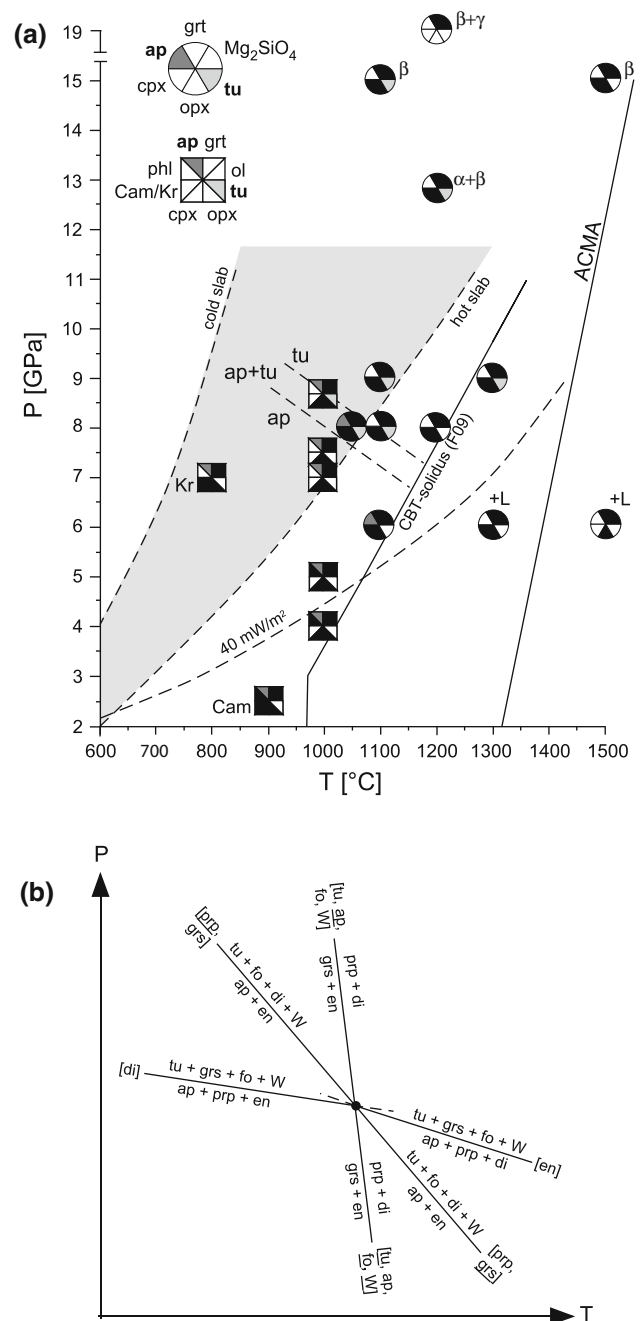 (a)
19
15
14
13
12
11
10
9
8
7
6
5
4
3
2
P [GPa]
600
700
800
900
1000
1100
1200
1300
1400
1500
T [°C]
grt
ap
Mg₂SiO₄
cpx
tu
opx
ap grt
phl
ol
Cam/Kr
tu
cpx opx
β+γ
β
β
α+β
ACMA
cold slab
hot slab
tu
ap+tu
ap
CBT-solidus (F09)
Kr
+L
+L
40 mW/m²
Cam
(b)
P
[prp,
grs]
tu + fo + di + W
ap + en
[tu, ap,
fo, W]
prp + di
grs + en
[di]
tu + grs + fo + W
ap + prp + en
tu + grs + fo + W
ap + prp + di
[en]
prp + di
grs + en
[tu, ap,
fo, W]
tu + fo + di + W
ap + en
[prp,
grs]
T